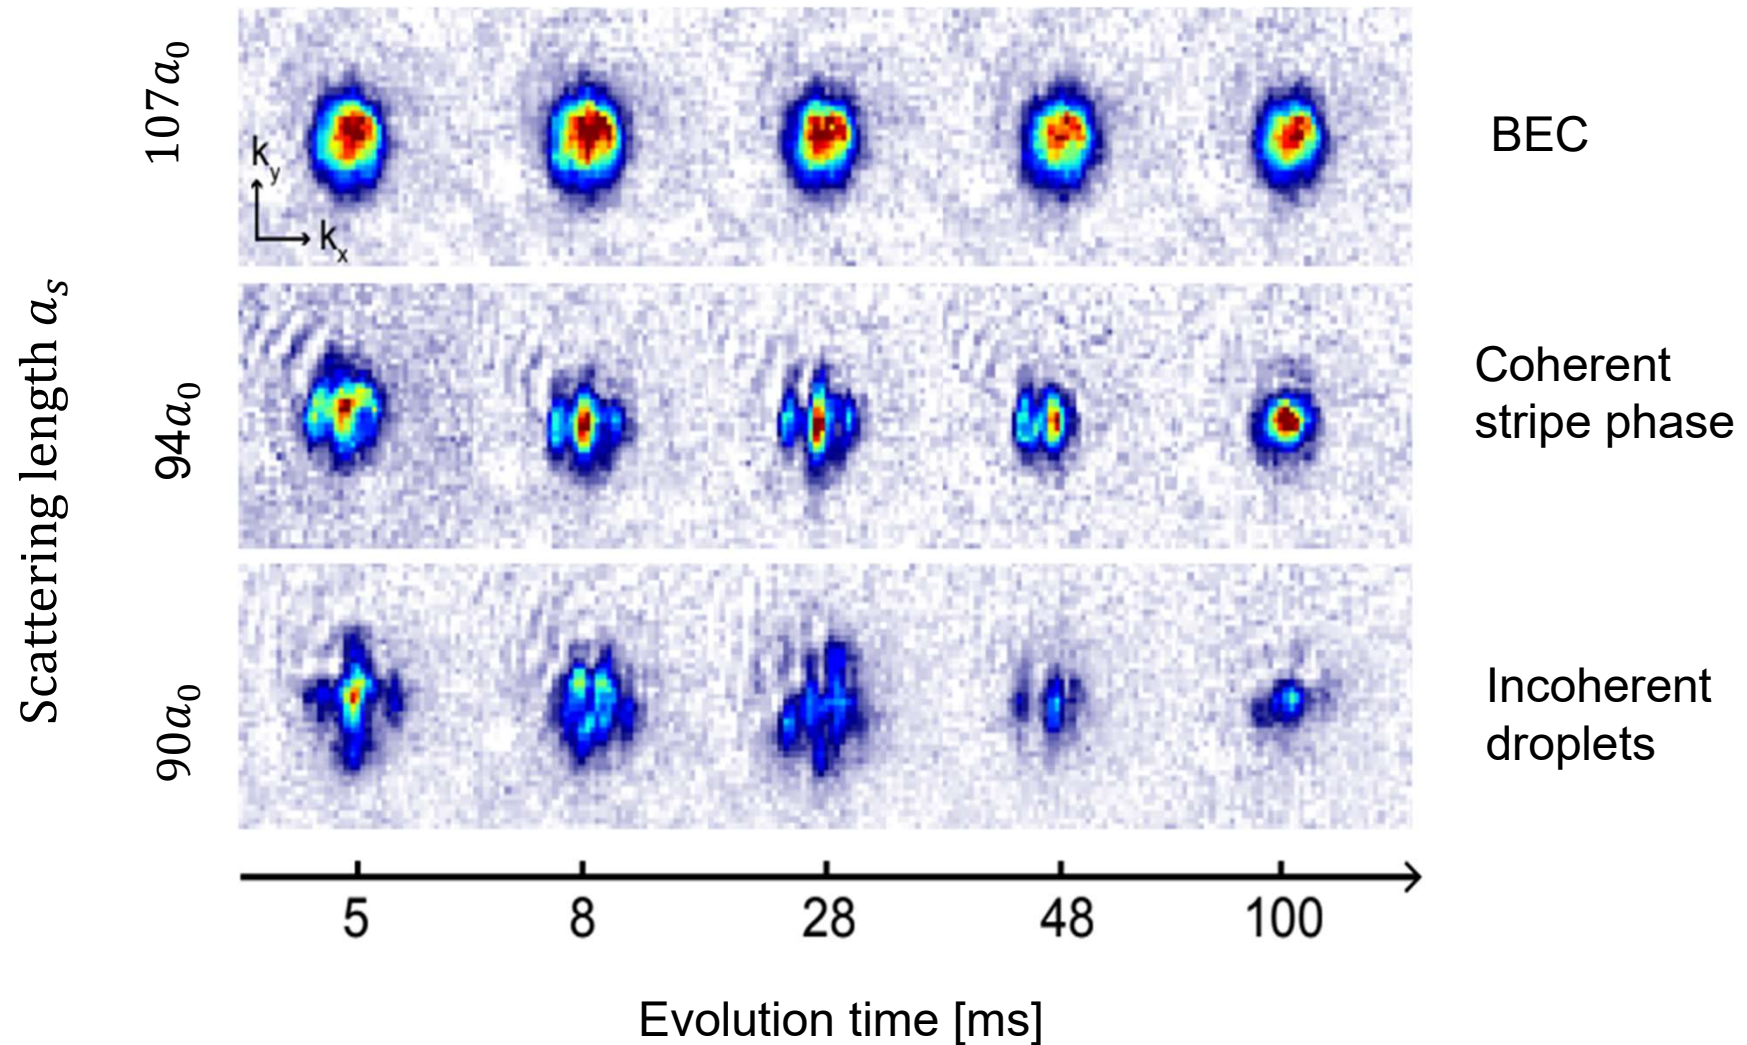 107a₀
k_y
k_x
BEC
Scattering length a_s
94a₀
Coherent
stripe phase
90a₀
Incoherent
droplets
5 8 28 48 100
Evolution time [ms]